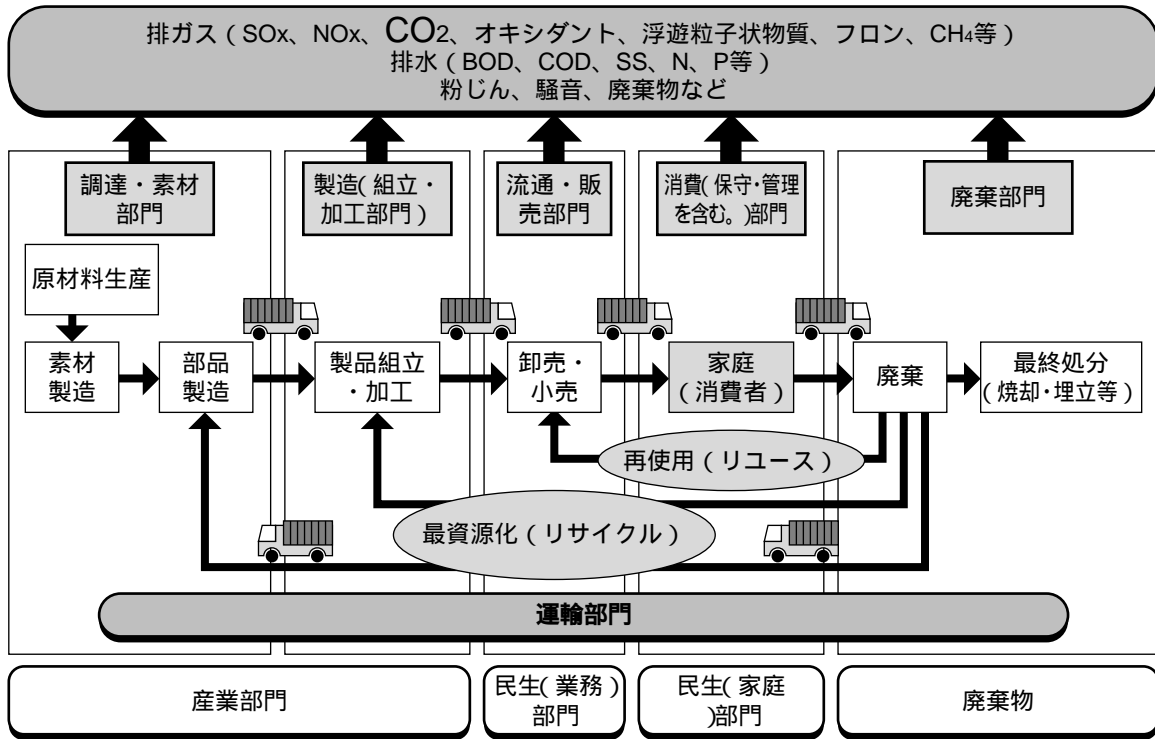 排ガス（SOx、NOx、CO2、オキシダント、浮遊粒子状物質、フロン、CH4等）
排水（BOD、COD、SS、N、P等）
粉じん、騒音、廃棄物など
調達・素材
部門
製造（組立・
加工部門）
流通・販
売部門
消費（保守・管理
を含む。）部門
廃棄部門
原材料生産
素材
製造
部品
製造
製品組立
・加工
卸売・
小売
家庭
（消費者）
廃棄
最終処分
（焼却・埋立等）
再使用（リユース）
最資源化（リサイクル）
運輸部門
産業部門
民生（業務）
部門
民生（家庭
）部門
廃棄物